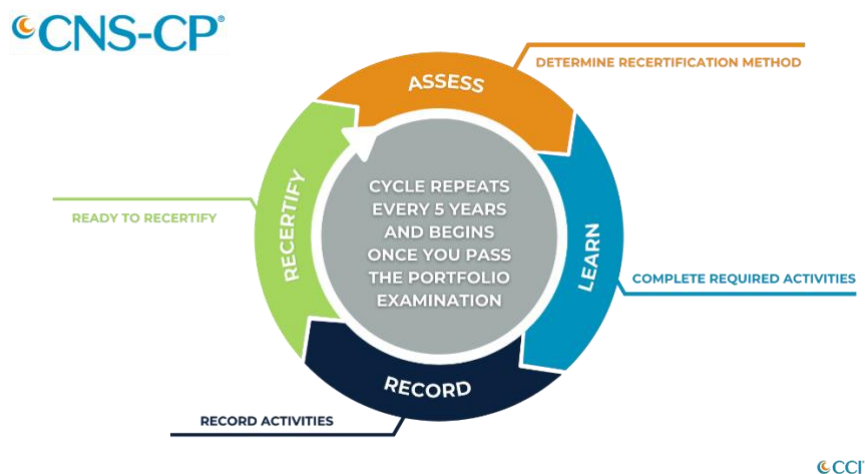 CNS-CP®
ASSESS
DETERMINE RECERTIFICATION METHOD
CYCLE REPEATS
EVERY 5 YEARS
AND BEGINS
ONCE YOU PASS
THE PORTFOLIO
EXAMINATION
RECERTIFY
READY TO RECERTIFY
LEARN
COMPLETE REQUIRED ACTIVITIES
RECORD
RECORD ACTIVITIES
CCI